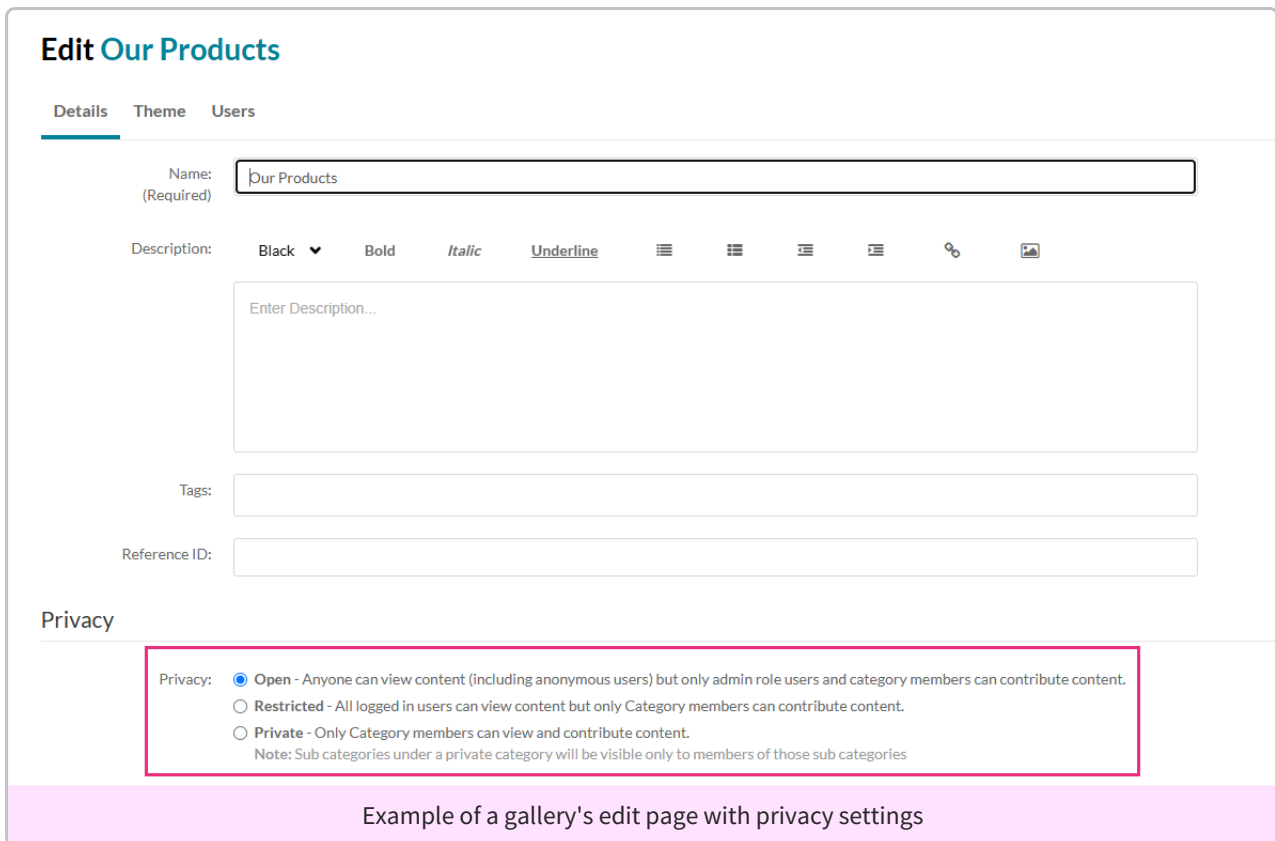 Edit Our Products
Details Theme Users
Name:
(Required)
Our Products
Description:
Black Bold Italic Underline
Enter Description...
Tags:
Reference ID:
Privacy
Privacy: Open - Anyone can view content (including anonymous users) but only admin role users and category members can contribute content.
Restricted - All logged in users can view content but only Category members can contribute content.
Private - Only Category members can view and contribute content.
Note: Sub categories under a private category will be visible only to members of those sub categories
Example of a gallery's edit page with privacy settings